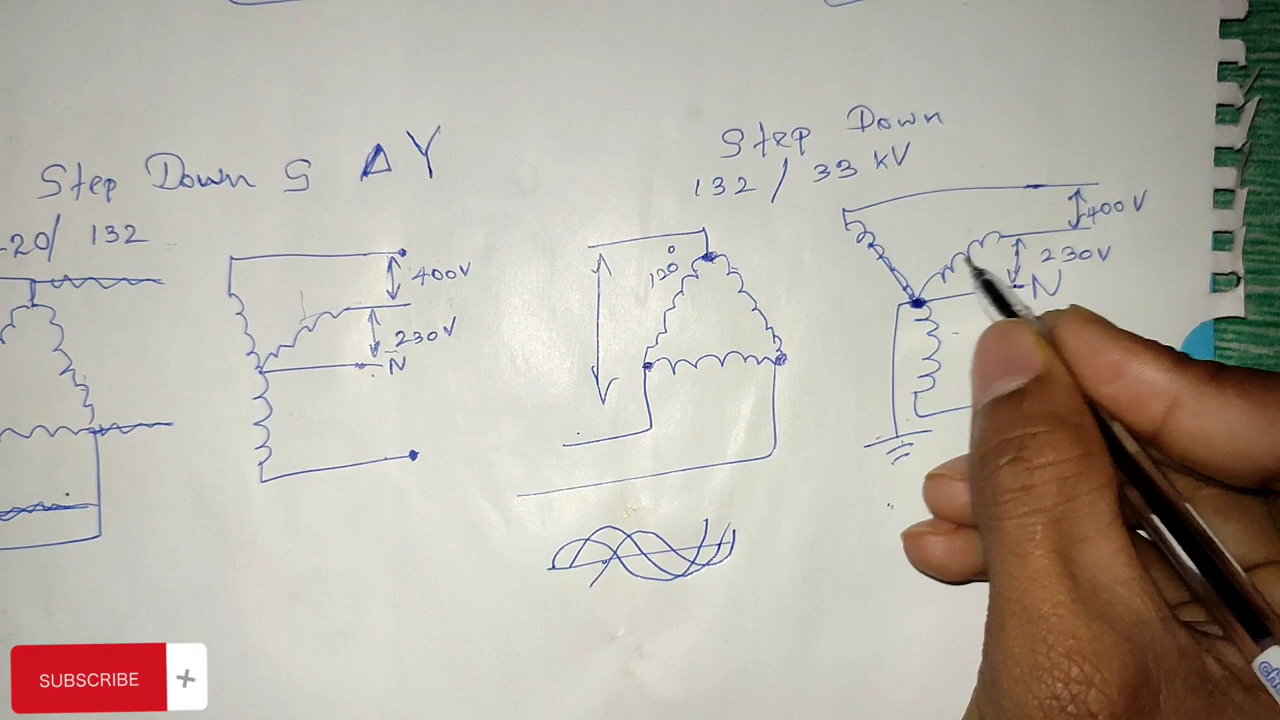 Step Down S Δ Y
-20/ 132
400V
230V
N
Step Down
132 / 33 kV
120°
400V
230V
N
SUBSCRIBE